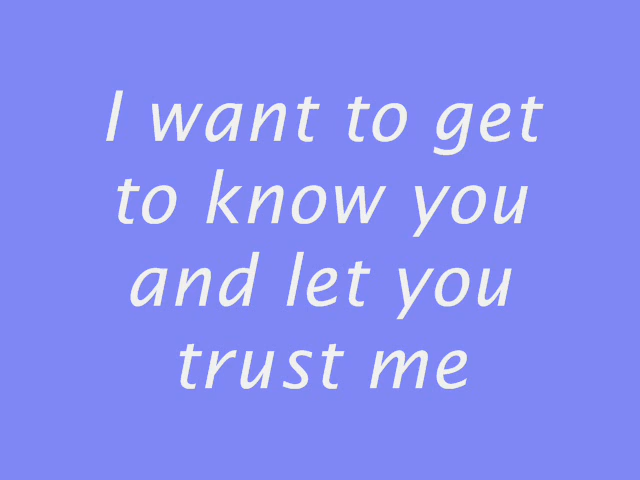 I want to get
to know you
and let you
trust me